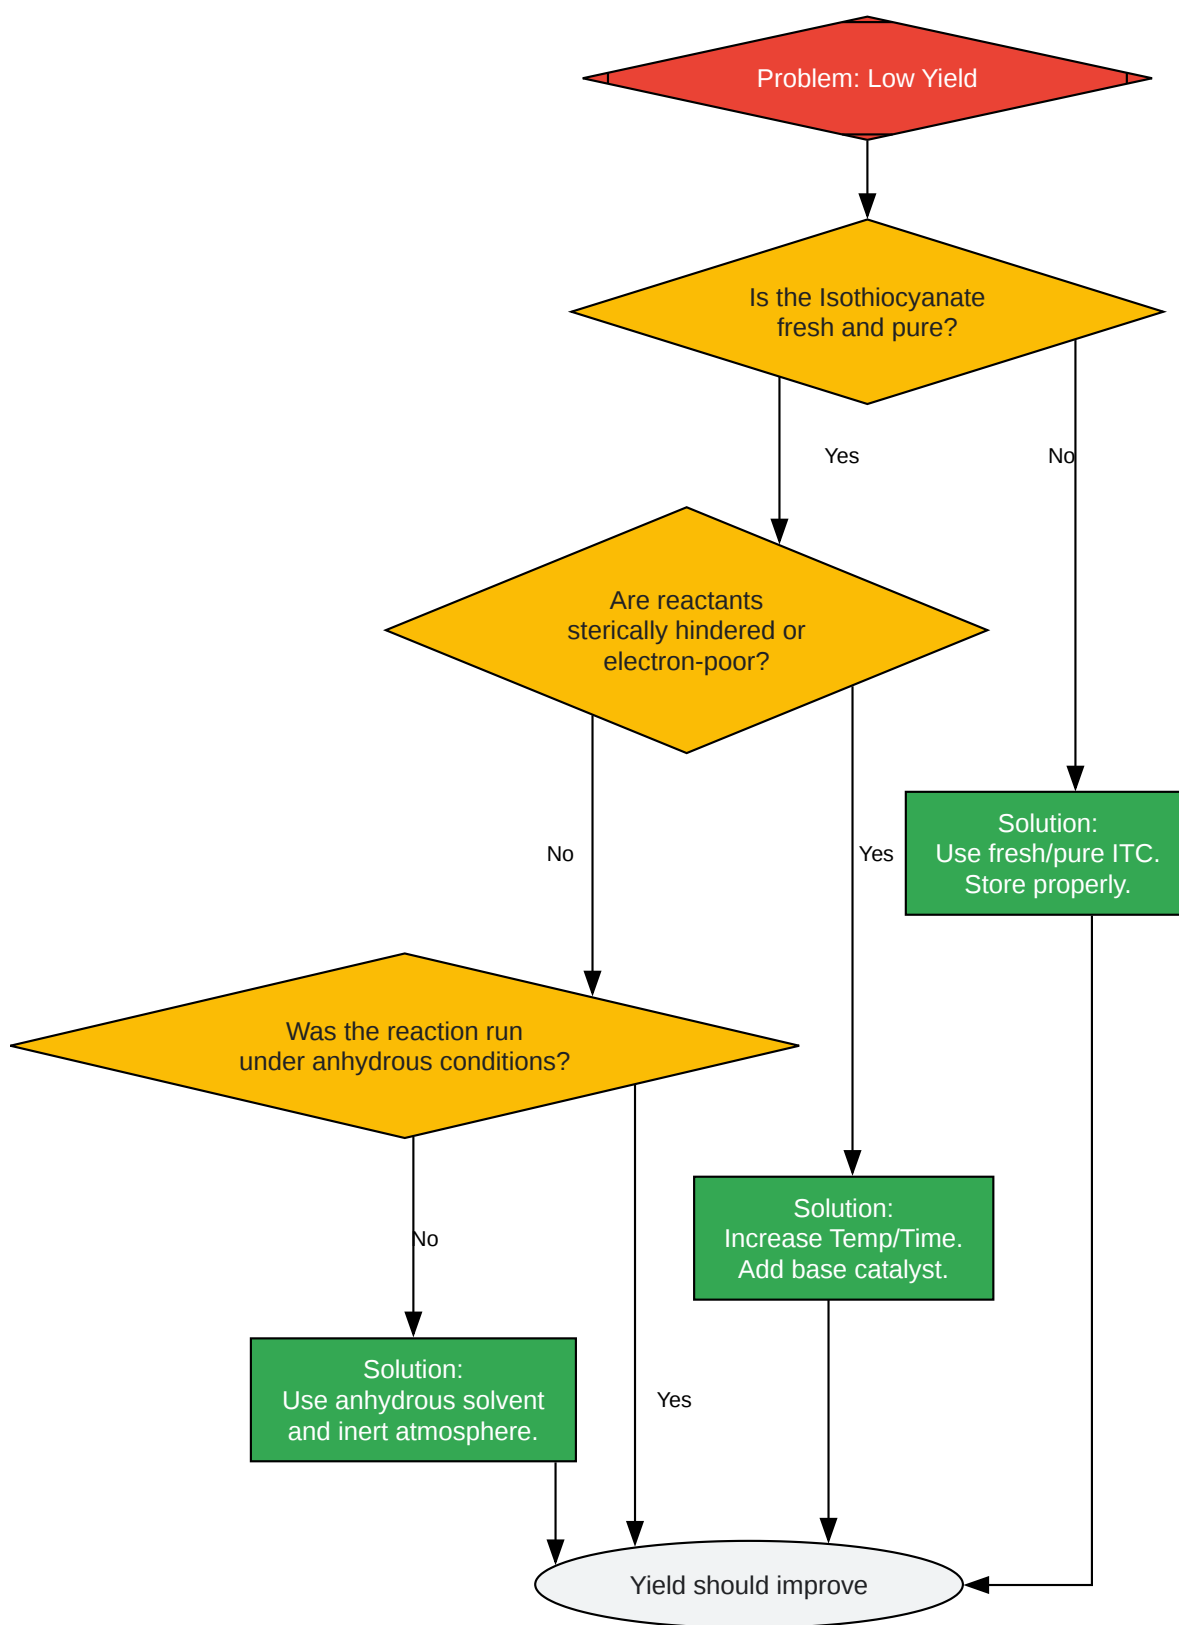 Problem: Low Yield
Is the Isothiocyanate
fresh and pure?
Yes
No
Are reactants
sterically hindered or
electron-poor?
No
Yes
Solution:
Use fresh/pure ITC.
Store properly.
Was the reaction run
under anhydrous conditions?
Solution:
Increase Temp/Time.
Add base catalyst.
No
Solution:
Use anhydrous solvent
and inert atmosphere.
Yes
Yield should improve